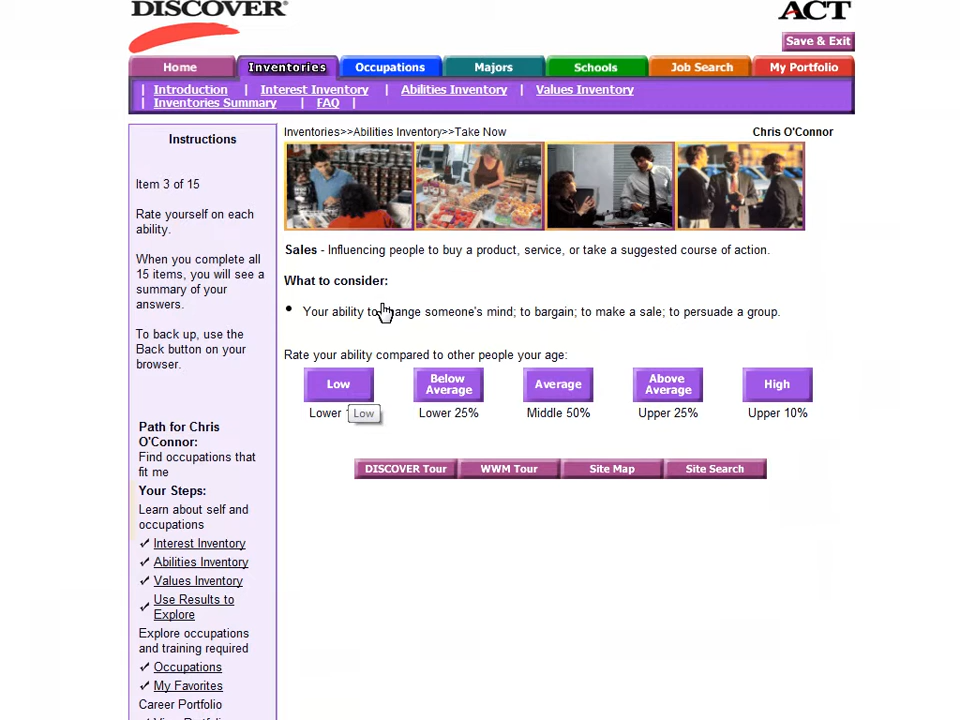 DISCOVER®
ACT
Save & Exit
Home
Inventories
Occupations
Majors
Schools
Job Search
My Portfolio
| Introduction | Interest Inventory | Abilities Inventory | Values Inventory
| Inventories Summary | FAQ |
Instructions
Item 3 of 15
Rate yourself on each
ability.
When you complete all
15 items, you will see a
summary of your
answers.
To back up, use the
Back button on your
browser.
Path for Chris
O'Connor:
Find occupations that
fit me
Your Steps:
Learn about self and
occupations
Interest Inventory
Abilities Inventory
Values Inventory
Use Results to
Explore
Explore occupations
and training required
Occupations
My Favorites
Career Portfolio
Inventories>>Abilities Inventory>>Take Now
Chris O'Connor
Sales - Influencing people to buy a product, service, or take a suggested course of action.
What to consider:
• Your ability to change someone's mind; to bargain; to make a sale; to persuade a group.
Rate your ability compared to other people your age:
Low
Below
Average
Average
Above
Average
High
Lower
Low
Lower 25%
Middle 50%
Upper 25%
Upper 10%
DISCOVER Tour
WWM Tour
Site Map
Site Search